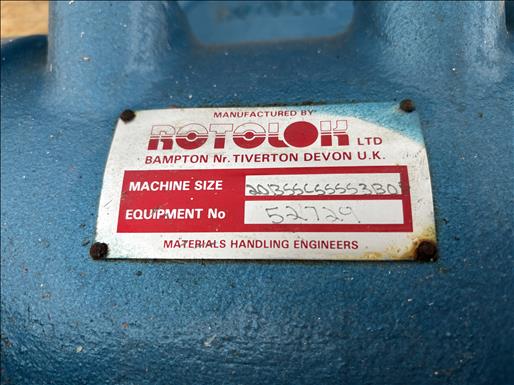 MANUFACTURED BY
ROTOLOK LTD
BAMPTON Nr. TIVERTON DEVON U.K.
MACHINE SIZE
EQUIPMENT No 52729
MATERIALS HANDLING ENGINEERS